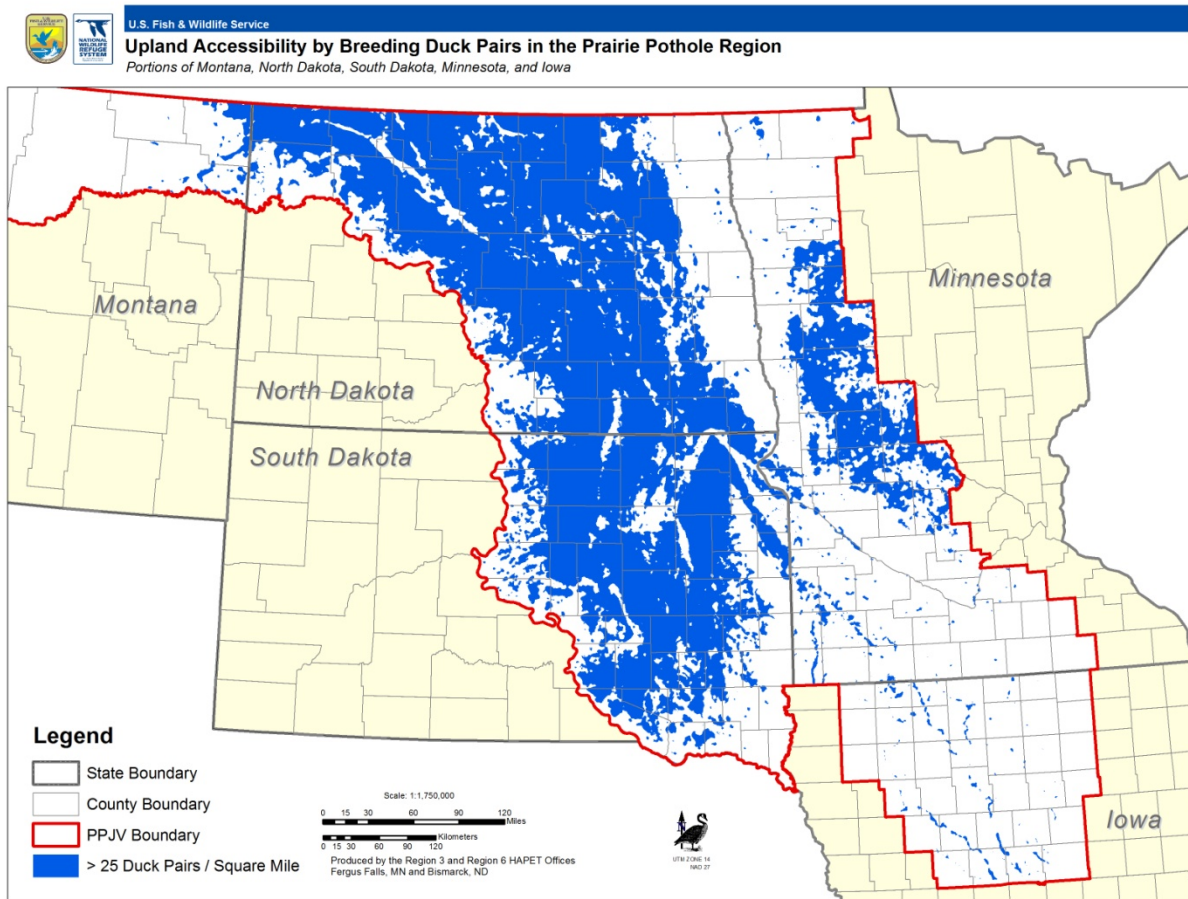 U.S. Fish & Wildlife Service
Upland Accessibility by Breeding Duck Pairs in the Prairie Pothole Region
Portions of Montana, North Dakota, South Dakota, Minnesota, and Iowa
NATIONAL
WILDLIFE
REFUGE
SYSTEM
Montana
North Dakota
South Dakota
Minnesota
Iowa
Legend
State Boundary
County Boundary
PPJV Boundary
> 25 Duck Pairs / Square Mile
Scale: 1:1,750,000
0 15 30 60 90 120
Miles
Kilometers
0 15 30 60 90 120
Produced by the Region 3 and Region 6 HAPET Offices
Fergus Falls, MN and Bismarck, ND
N
UTM ZONE 14
NAD 27